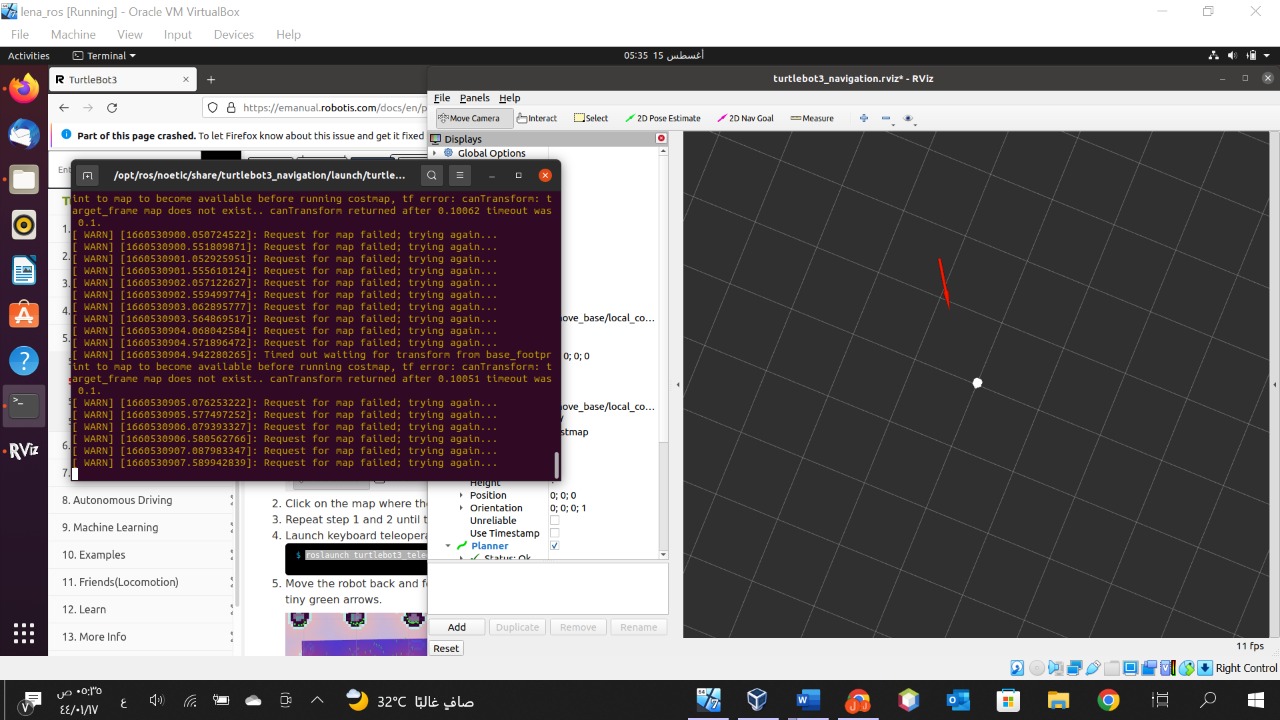 lena_ros [Running] - Oracle VM VirtualBox
File Machine View Input Devices Help
Activities Terminal 05:35 15 أغسطس
TurtleBot3
https://emanual.robotis.com/docs/en/p
Part of this page crashed. To let Firefox know about this issue and get it fixed
turtlebot3_navigation.rviz* - RViz
File Panels Help
Move Camera Interact Select 2D Pose Estimate 2D Nav Goal Measure
Displays
Global Options
ove_base/local_co...
0; 0; 0
ove_base/local_co...
stmap
Height
Position 0; 0; 0
Orientation 0; 0; 0; 1
Unreliable
Use Timestamp
Planner
Status: Ok
Add Duplicate Remove Rename
Reset
11 fps
/opt/ros/noetic/share/turtlebot3_navigation/launch/turtle...
int to map to become available before running costmap, tf error: canTransform: t
arget_frame map does not exist.. canTransform returned after 0.10062 timeout was
0.1.
[ WARN] [1660530900.050724522]: Request for map failed; trying again...
[ WARN] [1660530900.551809871]: Request for map failed; trying again...
[ WARN] [1660530901.052925951]: Request for map failed; trying again...
[ WARN] [1660530901.555610124]: Request for map failed; trying again...
[ WARN] [1660530902.057122627]: Request for map failed; trying again...
[ WARN] [1660530902.559499774]: Request for map failed; trying again...
[ WARN] [1660530903.062895777]: Request for map failed; trying again...
[ WARN] [1660530903.564869517]: Request for map failed; trying again...
[ WARN] [1660530904.068042584]: Request for map failed; trying again...
[ WARN] [1660530904.571896472]: Request for map failed; trying again...
[ WARN] [1660530904.942280265]: Timed out waiting for transform from base_footpr
int to map to become available before running costmap, tf error: canTransform: t
arget_frame map does not exist.. canTransform returned after 0.10051 timeout was
0.1.
[ WARN] [1660530905.076253222]: Request for map failed; trying again...
[ WARN] [1660530905.577497252]: Request for map failed; trying again...
[ WARN] [1660530906.079393327]: Request for map failed; trying again...
[ WARN] [1660530906.580562766]: Request for map failed; trying again...
[ WARN] [1660530907.087983347]: Request for map failed; trying again...
[ WARN] [1660530907.589942839]: Request for map failed; trying again...
Ent
1.
2.
3.
4.
5.
6.
7.
8. Autonomous Driving
9. Machine Learning
10. Examples
11. Friends(Locomotion)
12. Learn
13. More Info
2. Click on the map where the
3. Repeat step 1 and 2 until t
4. Launch keyboard teleopera
$ roslaunch turtlebot3_tele
5. Move the robot back and f
tiny green arrows.
RViz
Right Control
٠٥:٣٥ ص
٤٤/٠١/١٧
ع
32°C صافٍ غالبًا